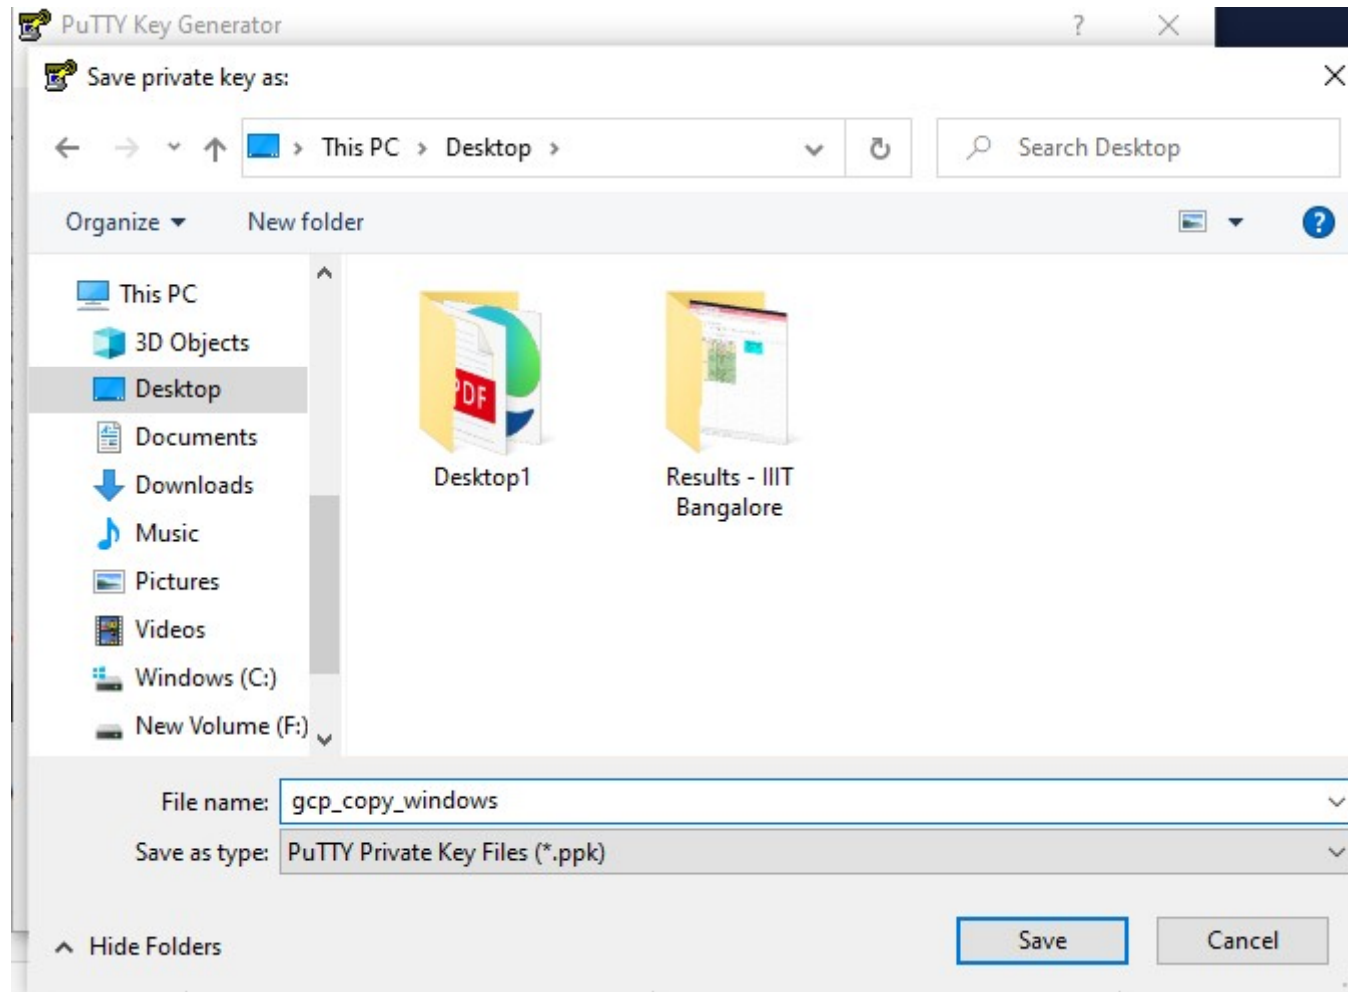 PuTTY Key Generator
Save private key as:
This PC > Desktop >
Search Desktop
Organize
New folder
This PC
3D Objects
Desktop
Documents
Downloads
Music
Pictures
Videos
Windows (C:)
New Volume (F:)
PDF
Desktop1
Results - IIIT
Bangalore
File name: gcp_copy_windows
Save as type: PuTTY Private Key Files (*.ppk)
Hide Folders
Save
Cancel